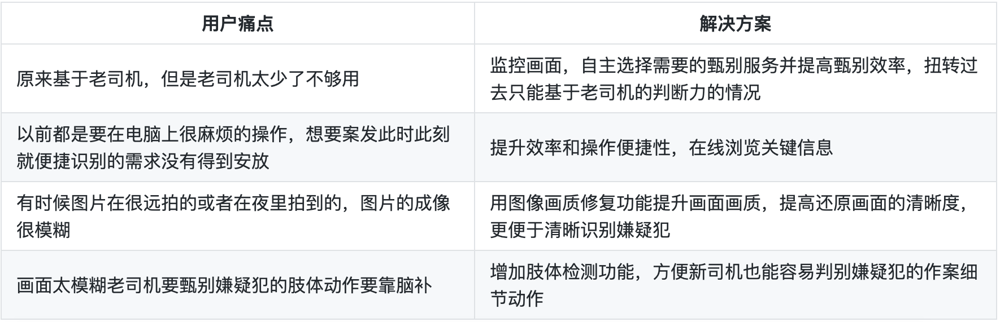 用户痛点
解决方案
原来基于老司机，但是老司机太少了不够用
监控画面，自主选择需要的甄别服务并提高甄别效率，扭转过
去只能基于老司机的判断力的情况
以前都是要在电脑上很麻烦的操作，想要案发此时此刻
就便捷识别的需求没有得到安放
提升效率和操作便捷性，在线浏览关键信息
有时候图片在很远拍的或者在夜里拍到的，图片的成像
很模糊
用图像画质修复功能提升画面画质，提高还原画面的清晰度，
更便于清晰识别嫌疑犯
画面太模糊老司机要甄别嫌疑犯的肢体动作要靠脑补
增加肢体检测功能，方便新司机也能容易判别嫌疑犯的作案细
节动作